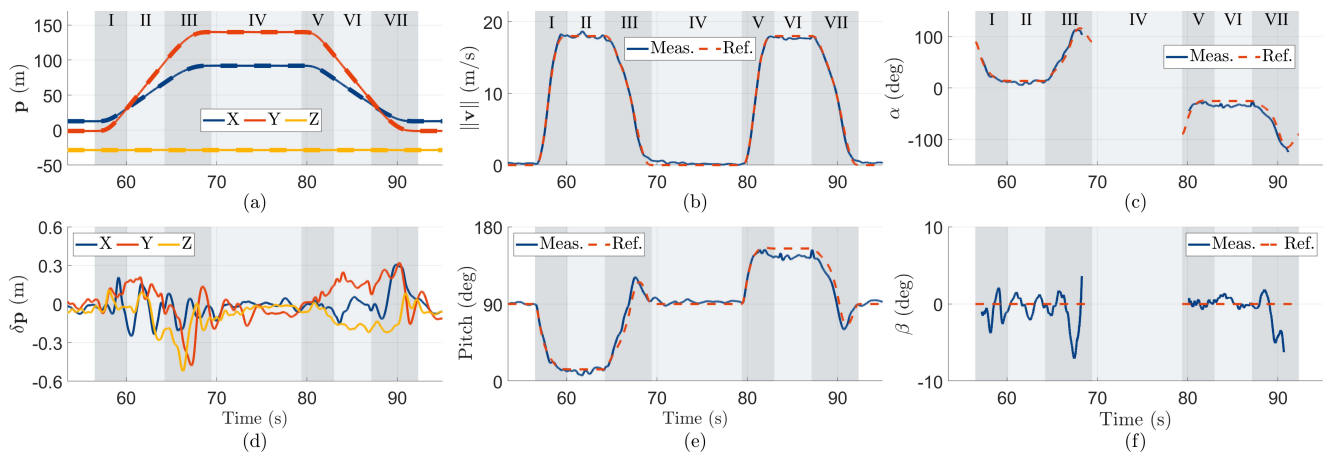 I II III IV V VI VII
150
100
50
0
-50
p (m)
X Y Z
60 70 80 90
(a)
I II III IV V VI VII
20
10
0
‖v‖ (m/s)
Meas. Ref.
60 70 80 90
(b)
I II III IV V VI VII
100
0
-100
α (deg)
Meas. Ref.
60 70 80 90
(c)
0.6
0.3
0
-0.3
-0.6
δp (m)
X Y Z
60 70 80 90
Time (s)
(d)
180
90
0
Pitch (deg)
Meas. Ref.
60 70 80 90
Time (s)
(e)
10
0
-10
β (deg)
Meas. Ref.
60 70 80 90
Time (s)
(f)